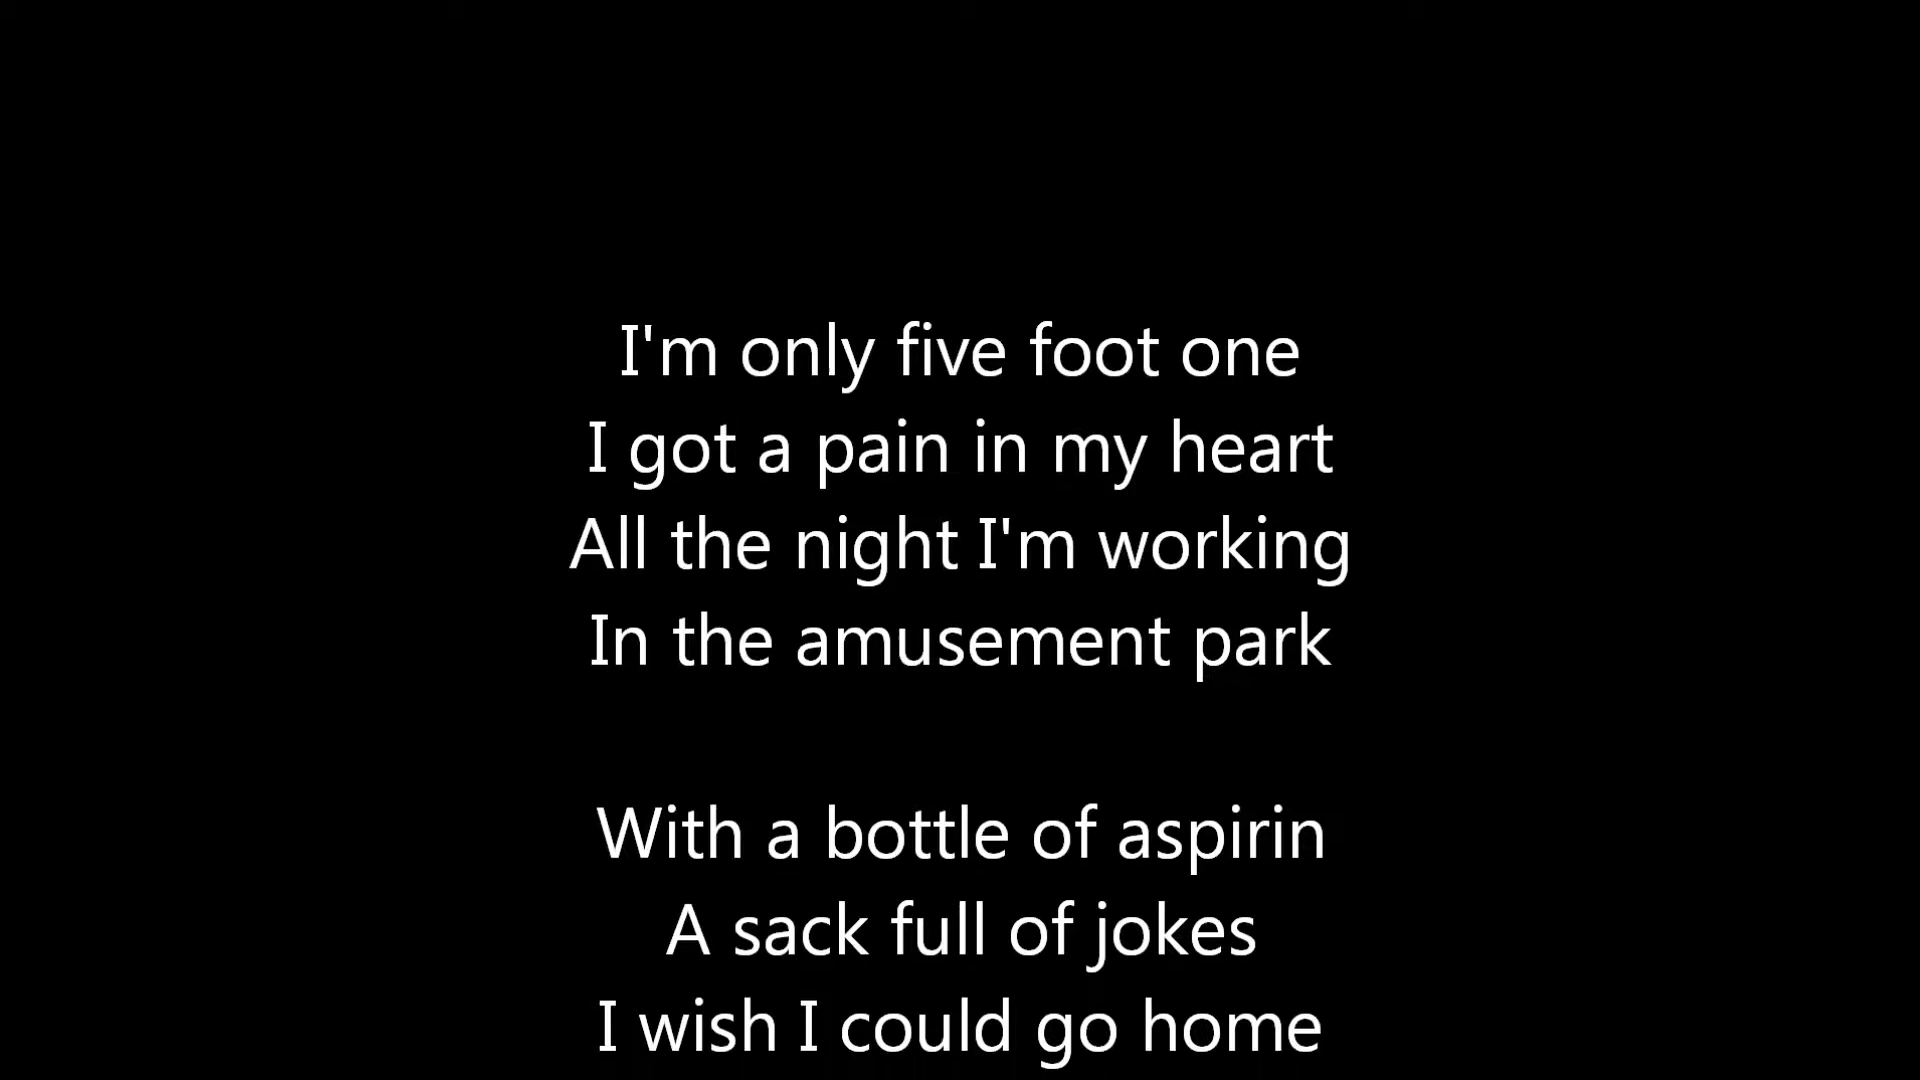 I'm only five foot one
I got a pain in my heart
All the night I'm working
In the amusement park
With a bottle of aspirin
A sack full of jokes
I wish I could go home